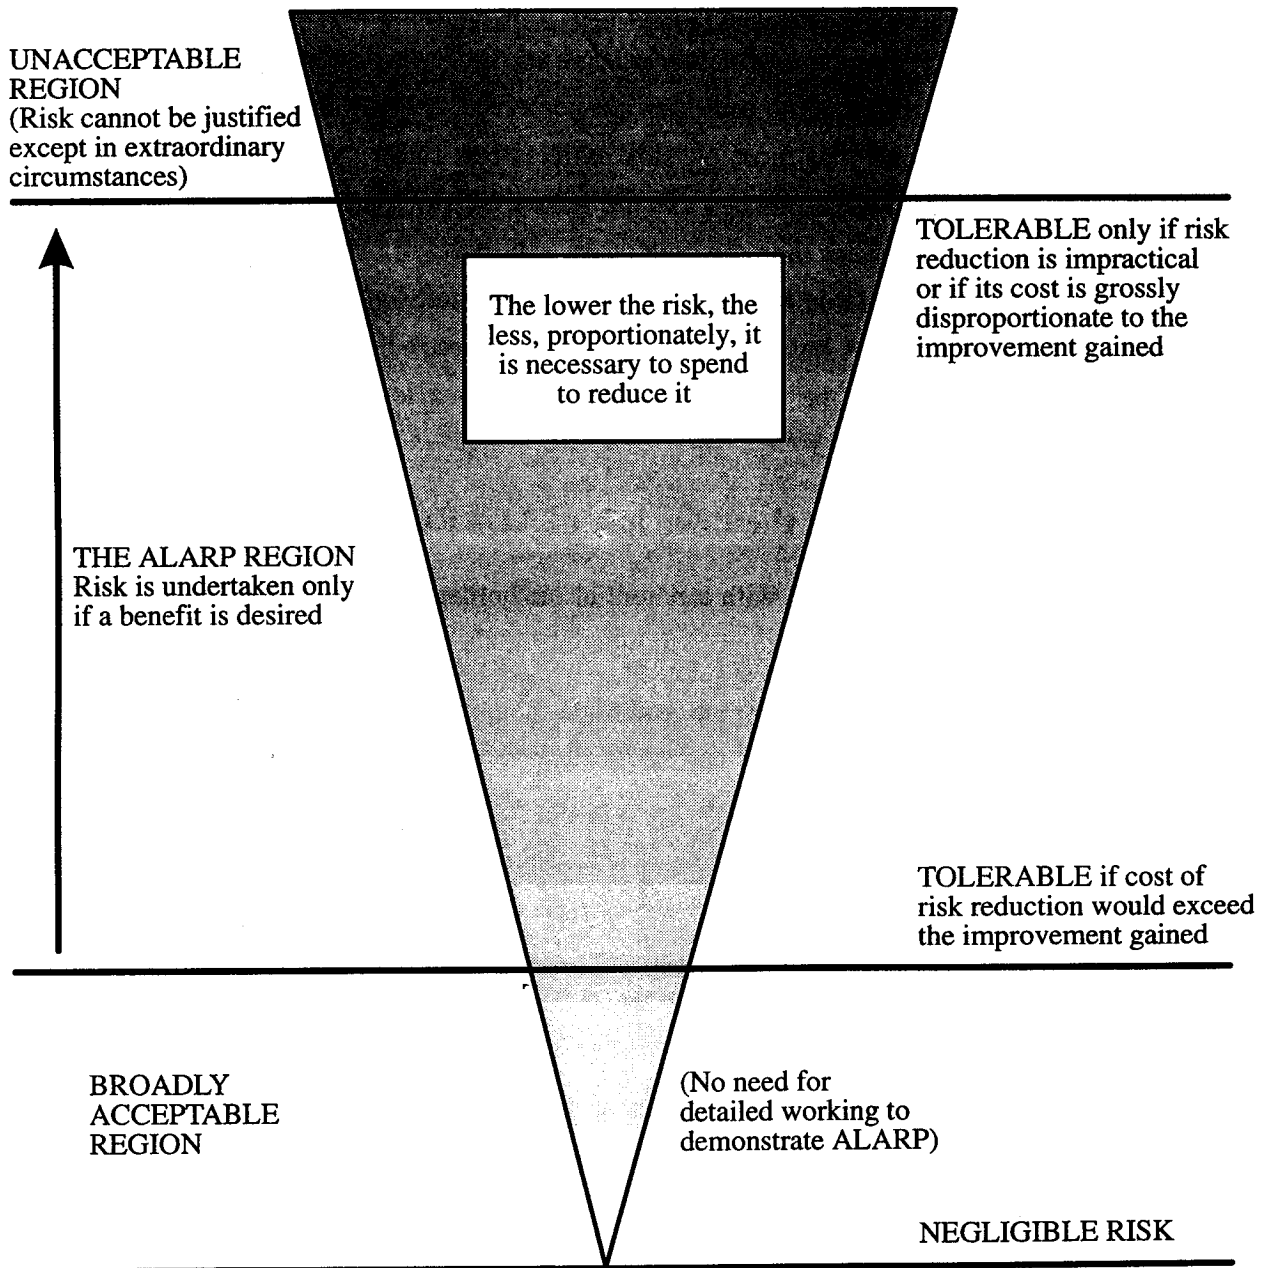 UNACCEPTABLE
REGION
(Risk cannot be justified
except in extraordinary
circumstances)
TOLERABLE only if risk
reduction is impractical
or if its cost is grossly
disproportionate to the
improvement gained
The lower the risk, the
less, proportionately, it
is necessary to spend
to reduce it
THE ALARP REGION
Risk is undertaken only
if a benefit is desired
TOLERABLE if cost of
risk reduction would exceed
the improvement gained
BROADLY
ACCEPTABLE
REGION
(No need for
detailed working to
demonstrate ALARP)
NEGLIGIBLE RISK